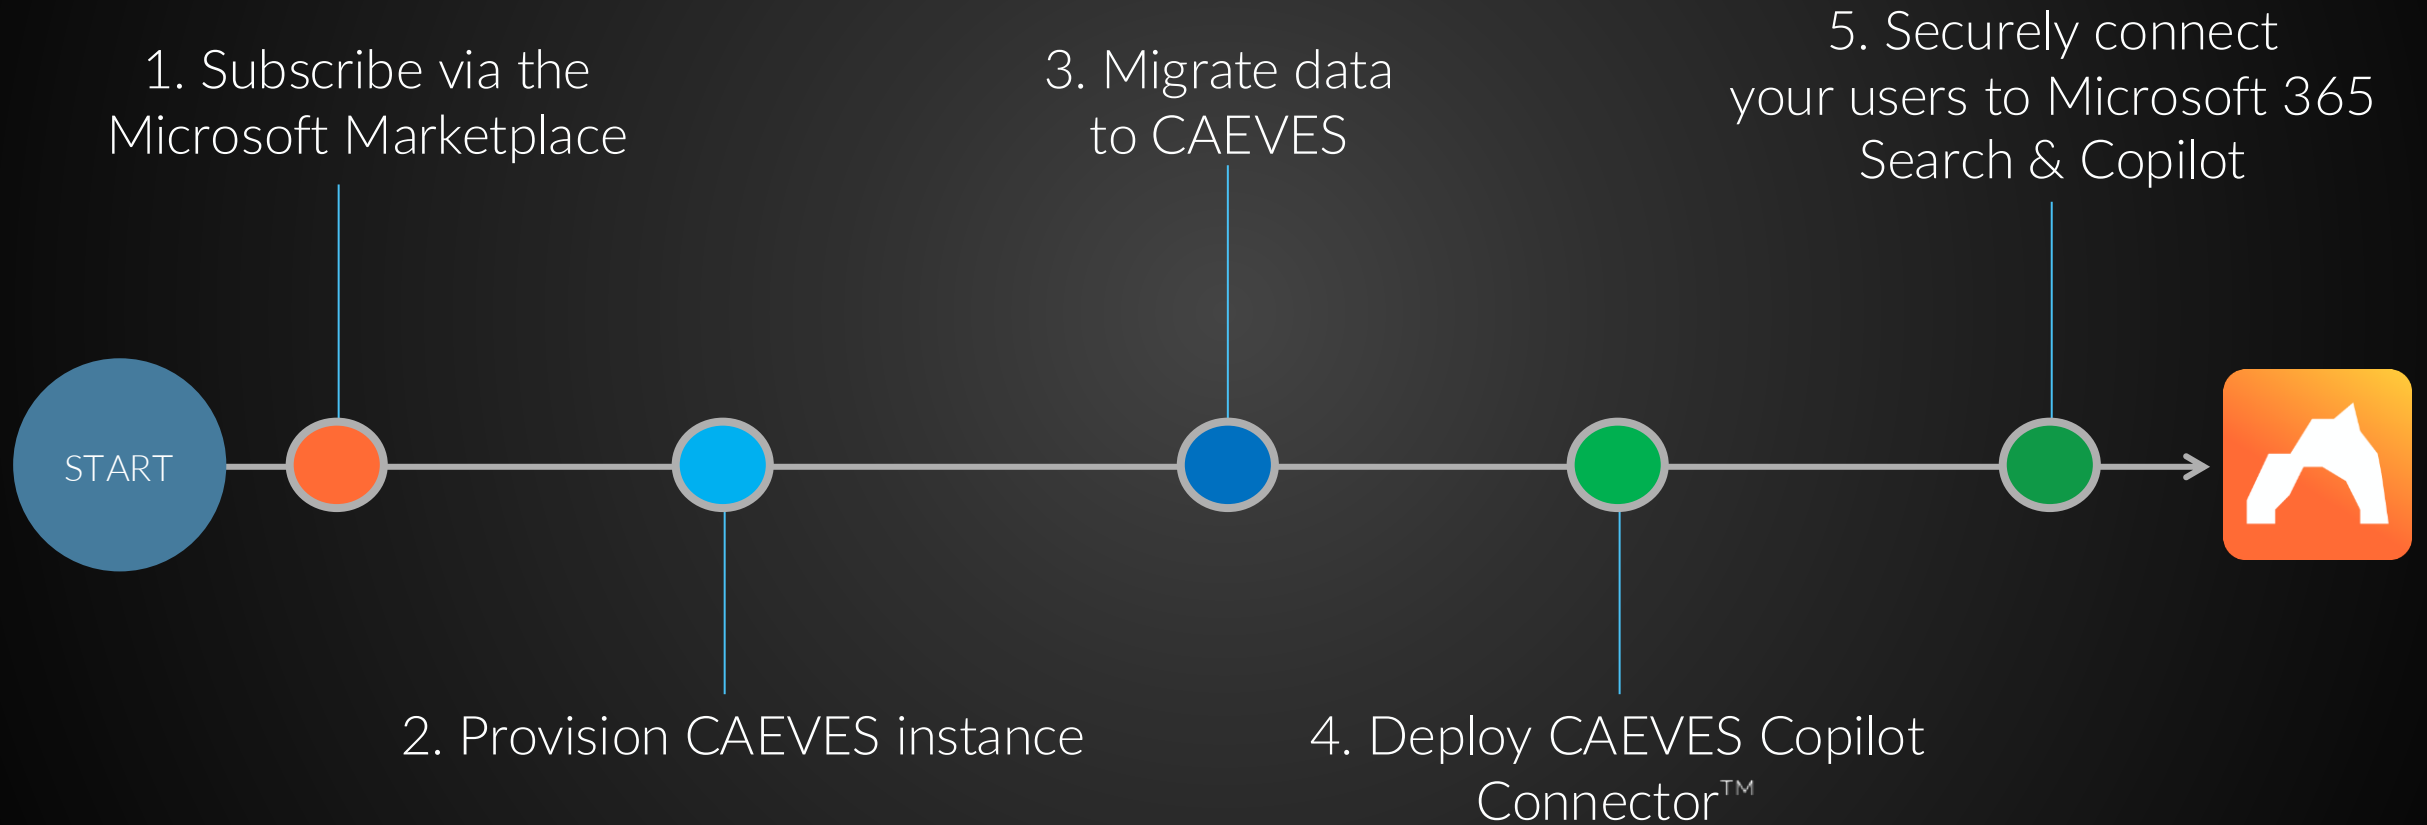 START
1. Subscribe via the
Microsoft Marketplace
2. Provision CAEVES instance
3. Migrate data
to CAEVES
4. Deploy CAEVES Copilot
Connector™
5. Securely connect
your users to Microsoft 365
Search & Copilot